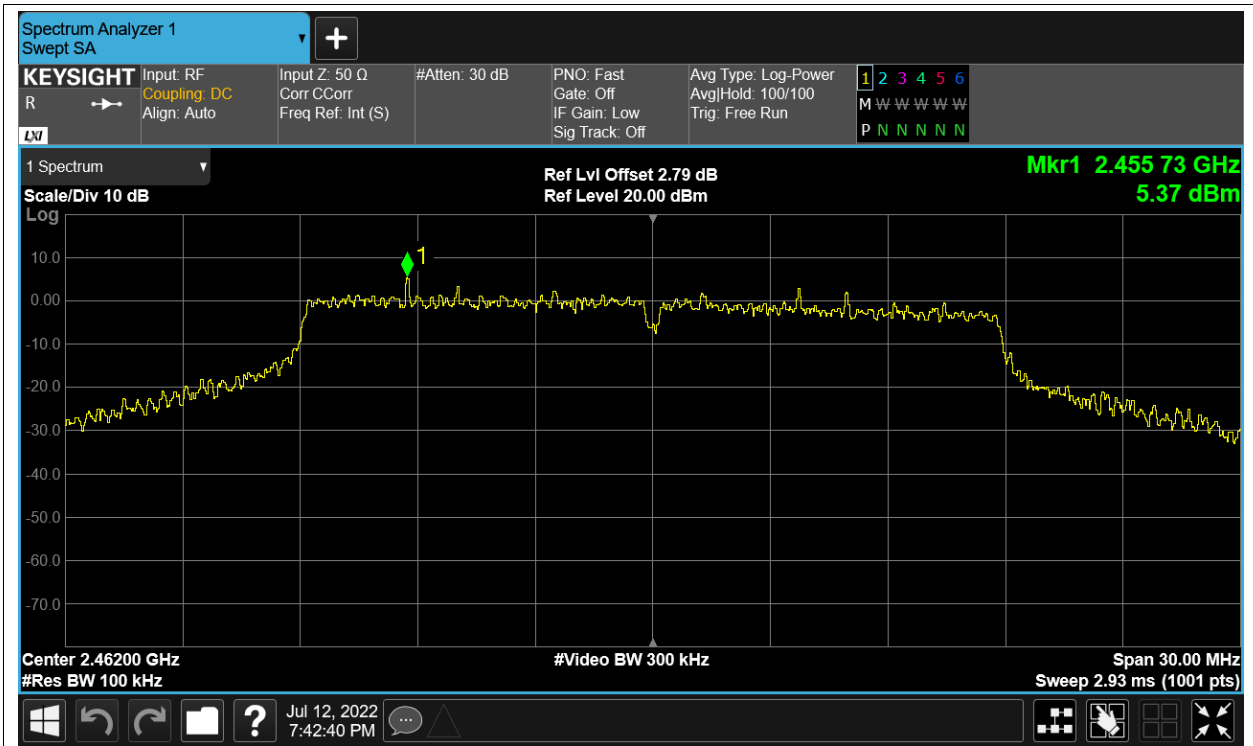 Spectrum Analyzer 1
Swept SA
KEYSIGHT
R
LXI
Input: RF
Coupling: DC
Align: Auto
Input Z: 50 Ω
Corr CCorr
Freq Ref: Int (S)
#Atten: 30 dB
PNO: Fast
Gate: Off
IF Gain: Low
Sig Track: Off
Avg Type: Log-Power
Avg|Hold: 100/100
Trig: Free Run
1 2 3 4 5 6
M W W W W W
P N N N N N
1 Spectrum
Scale/Div 10 dB
Ref Lvl Offset 2.79 dB
Ref Level 20.00 dBm
Mkr1 2.455 73 GHz
5.37 dBm
Log
10.0
0.00
-10.0
-20.0
-30.0
-40.0
-50.0
-60.0
-70.0
1
Center 2.46200 GHz
#Res BW 100 kHz
#Video BW 300 kHz
Span 30.00 MHz
Sweep 2.93 ms (1001 pts)
?
Jul 12, 2022
7:42:40 PM